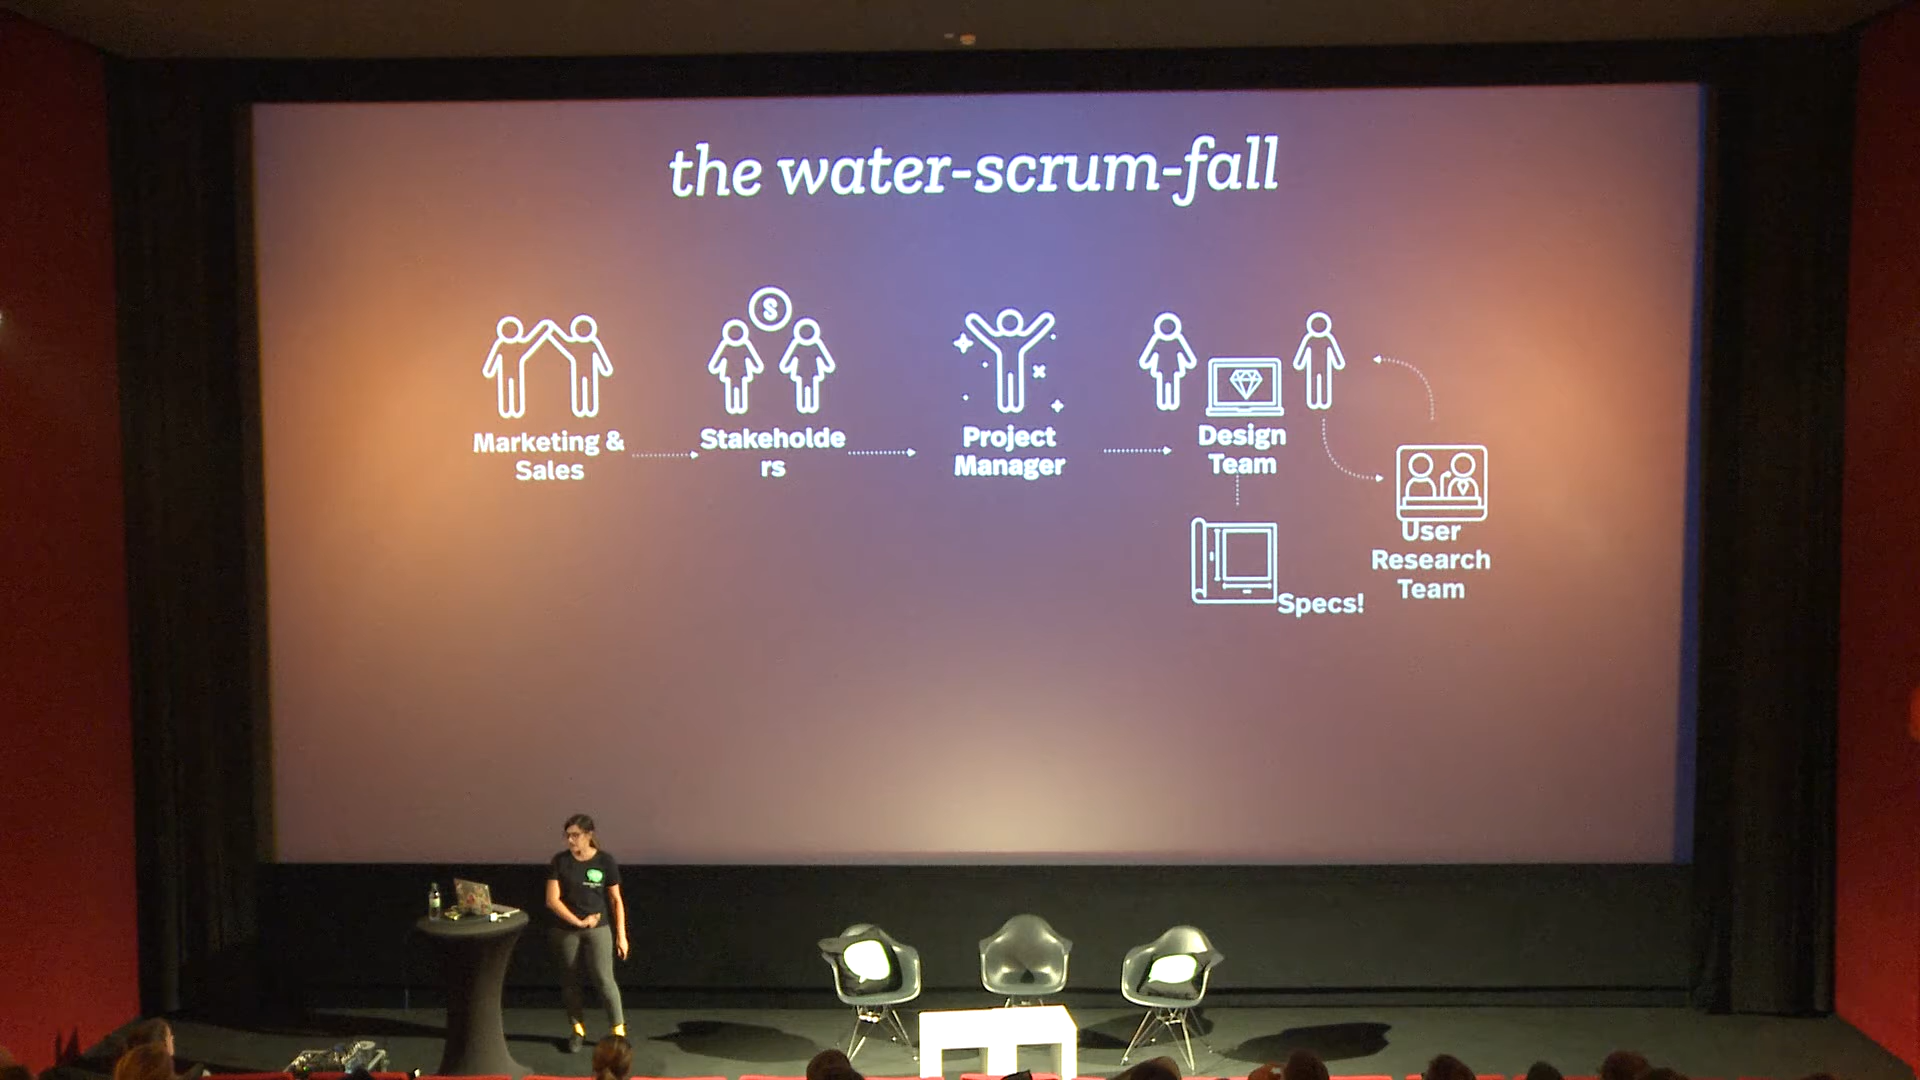 the water-scrum-fall
Marketing &
Sales
Stakeholde
rs
S
Project
Manager
Design
Team
User
Research
Team
Specs!